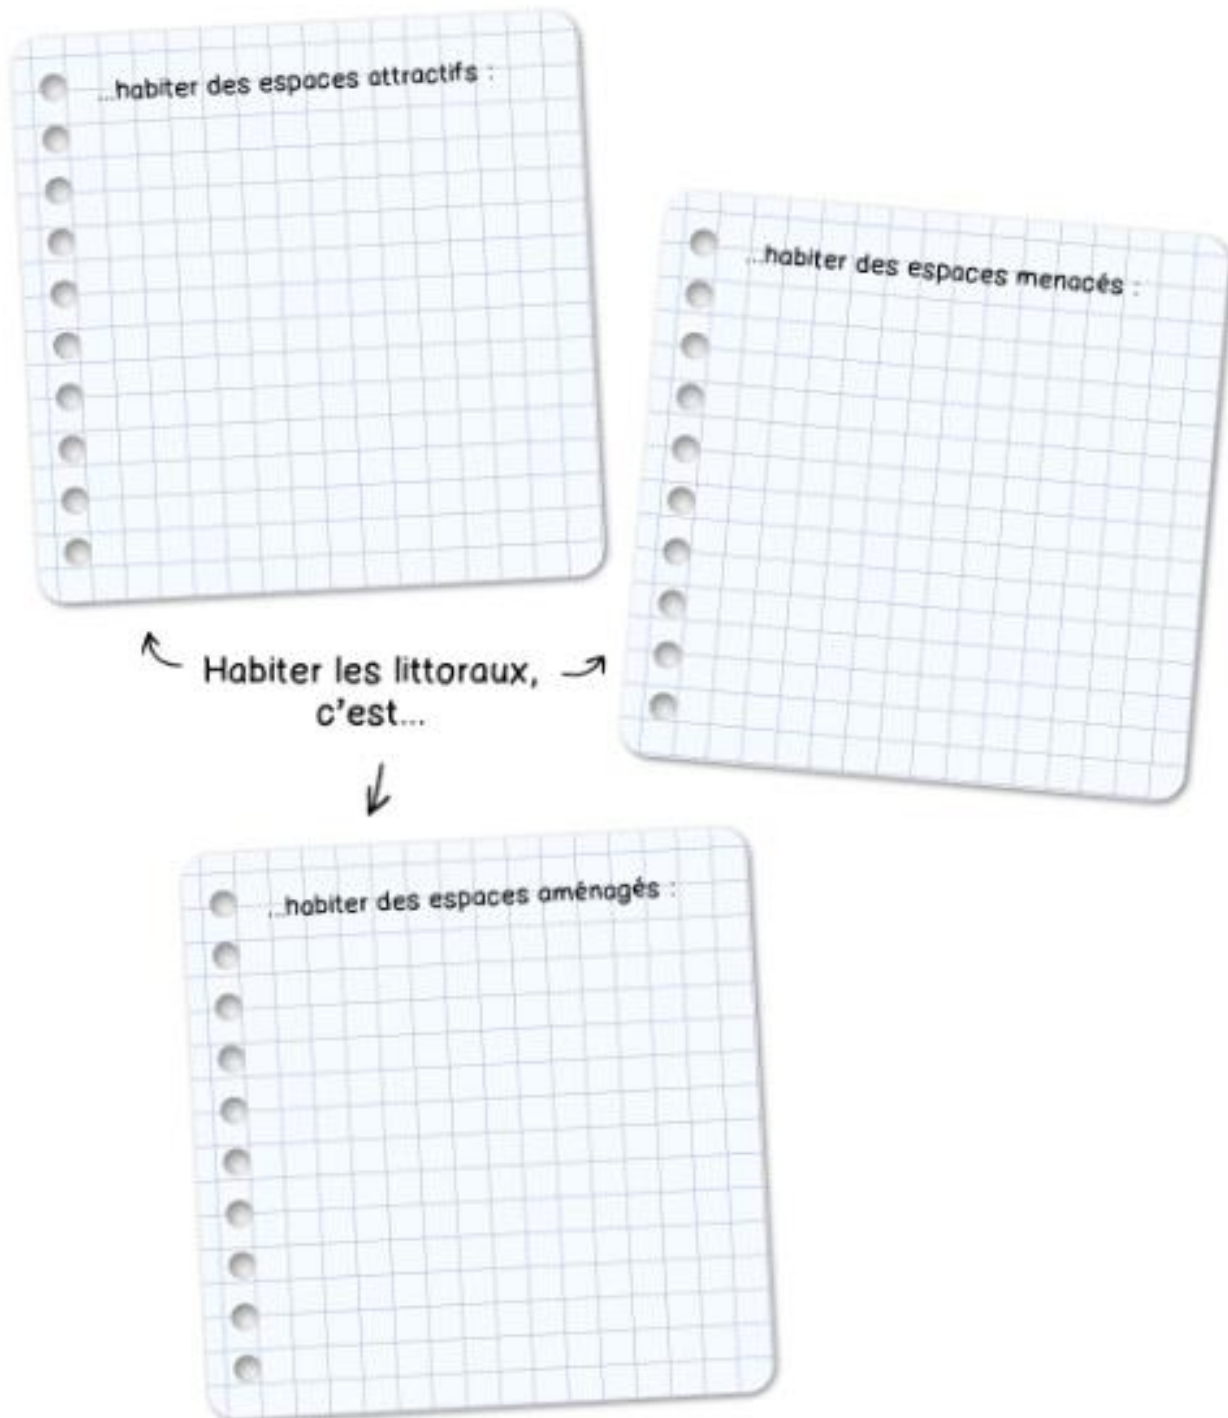 ...habiter des espaces attractifs :
...habiter des espaces menacés :
Habiter les littoraux,
c'est...
...habiter des espaces aménagés :